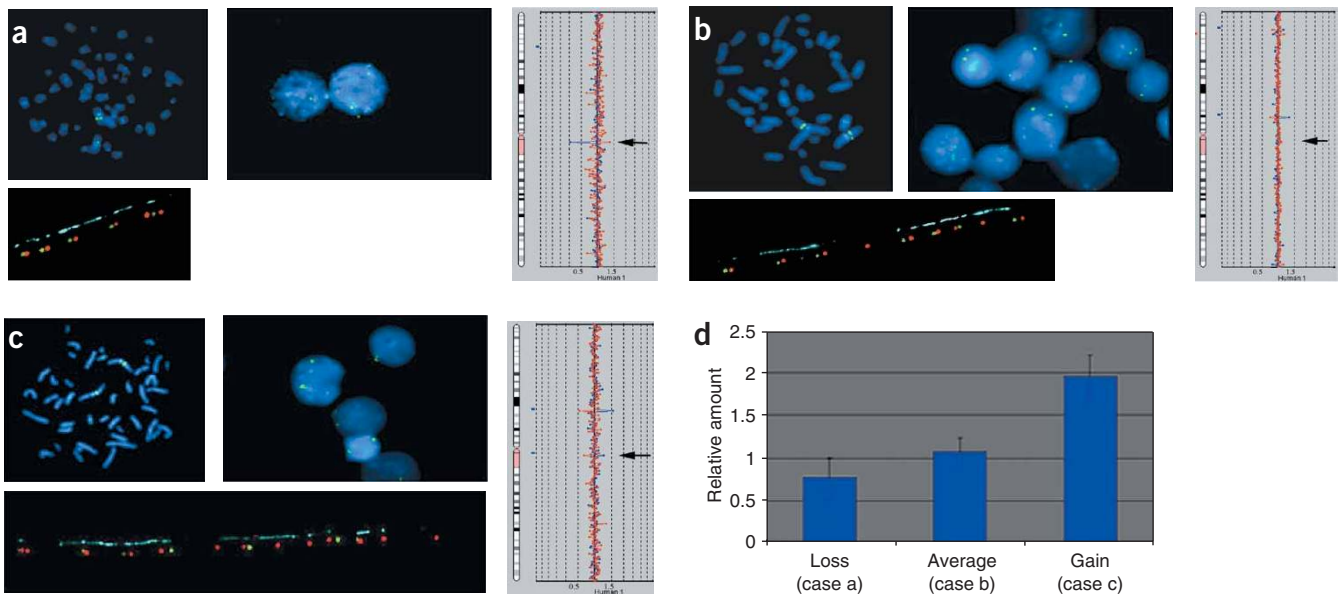 a
0.5
1.5
Human 1
b
0.5
1.5
Human 1
c
0.5
1.5
Human 1
d
2.5
2
1.5
1
0.5
0
Relative amount
Loss
(case a)
Average
(case b)
Gain
(case c)